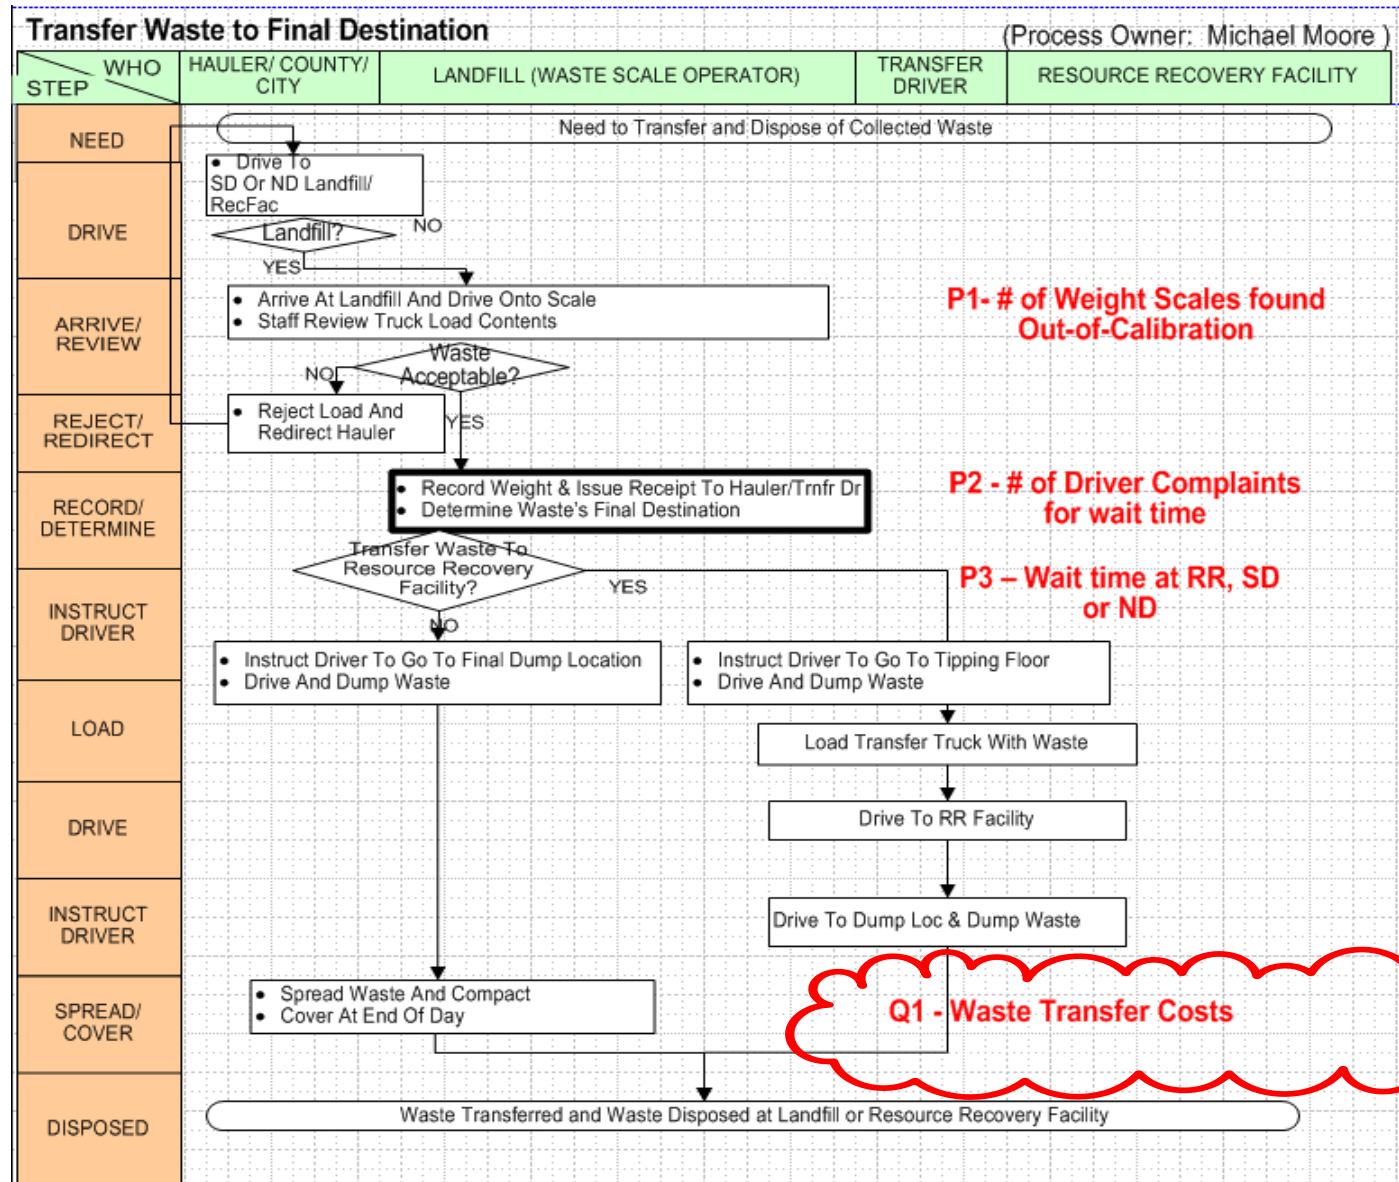 Transfer Waste to Final Destination
(Process Owner: Michael Moore )
WHO
STEP
HAULER/ COUNTY/
CITY
LANDFILL (WASTE SCALE OPERATOR)
TRANSFER
DRIVER
RESOURCE RECOVERY FACILITY
NEED
Need to Transfer and Dispose of Collected Waste
DRIVE
• Drive To
SD Or ND Landfill/
RecFac
Landfill?
NO
YES
ARRIVE/
REVIEW
• Arrive At Landfill And Drive Onto Scale
• Staff Review Truck Load Contents
P1- # of Weight Scales found
Out-of-Calibration
Waste
Acceptable?
NO
YES
REJECT/
REDIRECT
• Reject Load And
Redirect Hauler
RECORD/
DETERMINE
• Record Weight & Issue Receipt To Hauler/Trnfr Dr
• Determine Waste's Final Destination
P2 - # of Driver Complaints
for wait time
Transfer Waste To
Resource Recovery
Facility?
YES
NO
P3 – Wait time at RR, SD
or ND
INSTRUCT
DRIVER
• Instruct Driver To Go To Final Dump Location
• Drive And Dump Waste
• Instruct Driver To Go To Tipping Floor
• Drive And Dump Waste
LOAD
Load Transfer Truck With Waste
DRIVE
Drive To RR Facility
INSTRUCT
DRIVER
Drive To Dump Loc & Dump Waste
SPREAD/
COVER
• Spread Waste And Compact
• Cover At End Of Day
Q1 - Waste Transfer Costs
DISPOSED
Waste Transferred and Waste Disposed at Landfill or Resource Recovery Facility